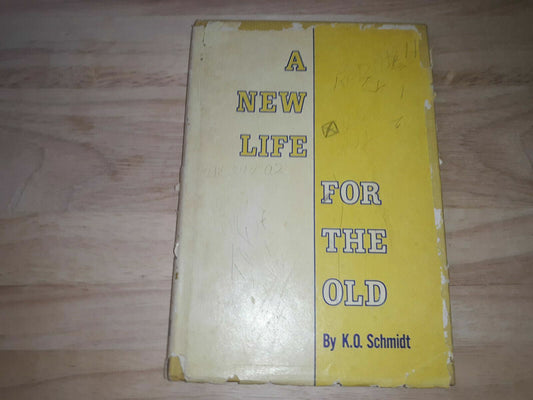 A
NEW
LIFE
FOR
THE
OLD
By K.O. Schmidt